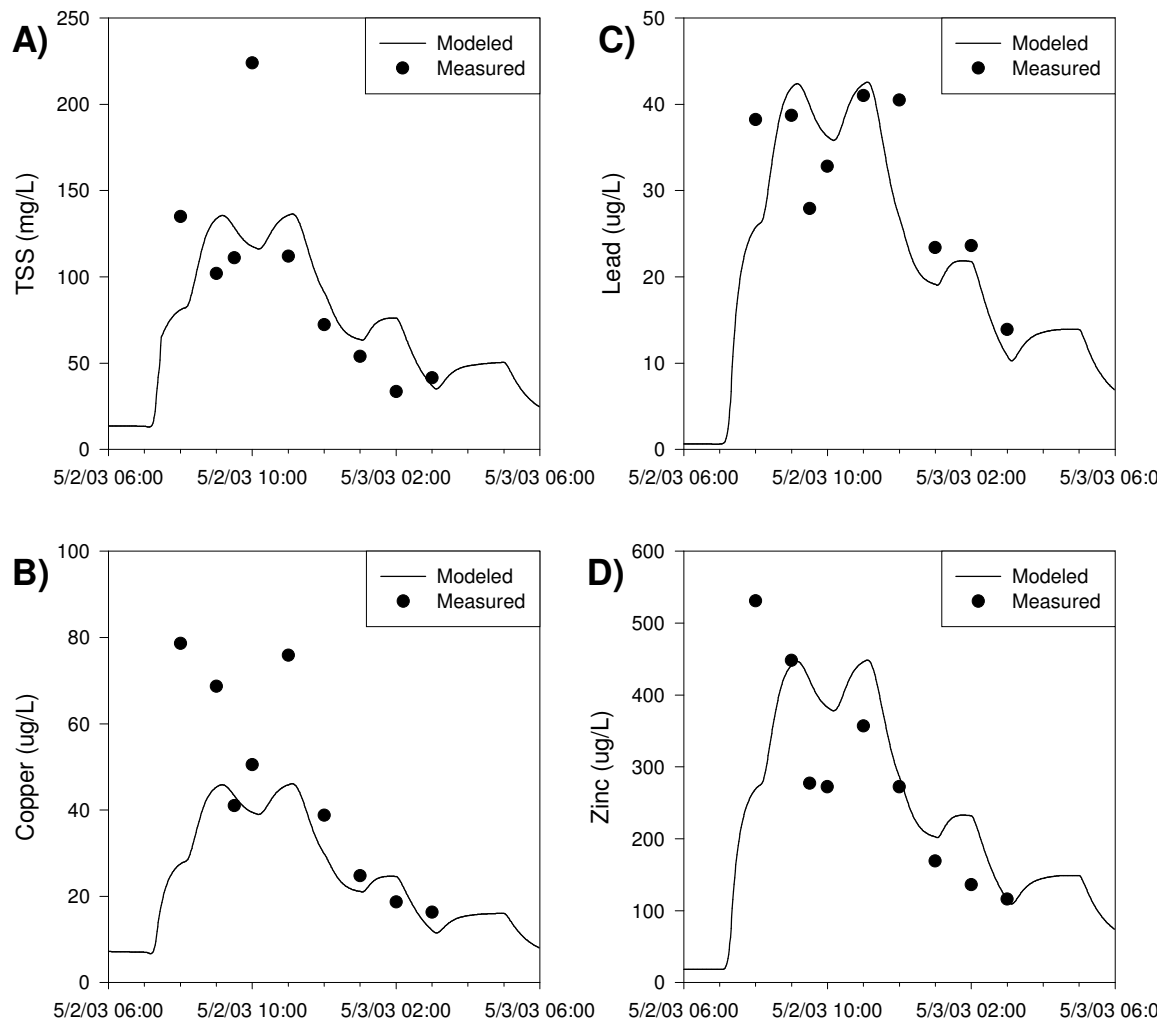 A)
TSS (mg/L)
250
200
150
100
50
0
Modeled
Measured
5/2/03 06:00 5/2/03 10:00 5/3/03 02:00 5/3/03 06:00
C)
Lead (ug/L)
50
40
30
20
10
0
Modeled
Measured
5/2/03 06:00 5/2/03 10:00 5/3/03 02:00 5/3/03 06:0
B)
Copper (ug/L)
100
80
60
40
20
0
Modeled
Measured
5/2/03 06:00 5/2/03 10:00 5/3/03 02:00 5/3/03 06:00
D)
Zinc (ug/L)
600
500
400
300
200
100
0
Modeled
Measured
5/2/03 06:00 5/2/03 10:00 5/3/03 02:00 5/3/03 06:0